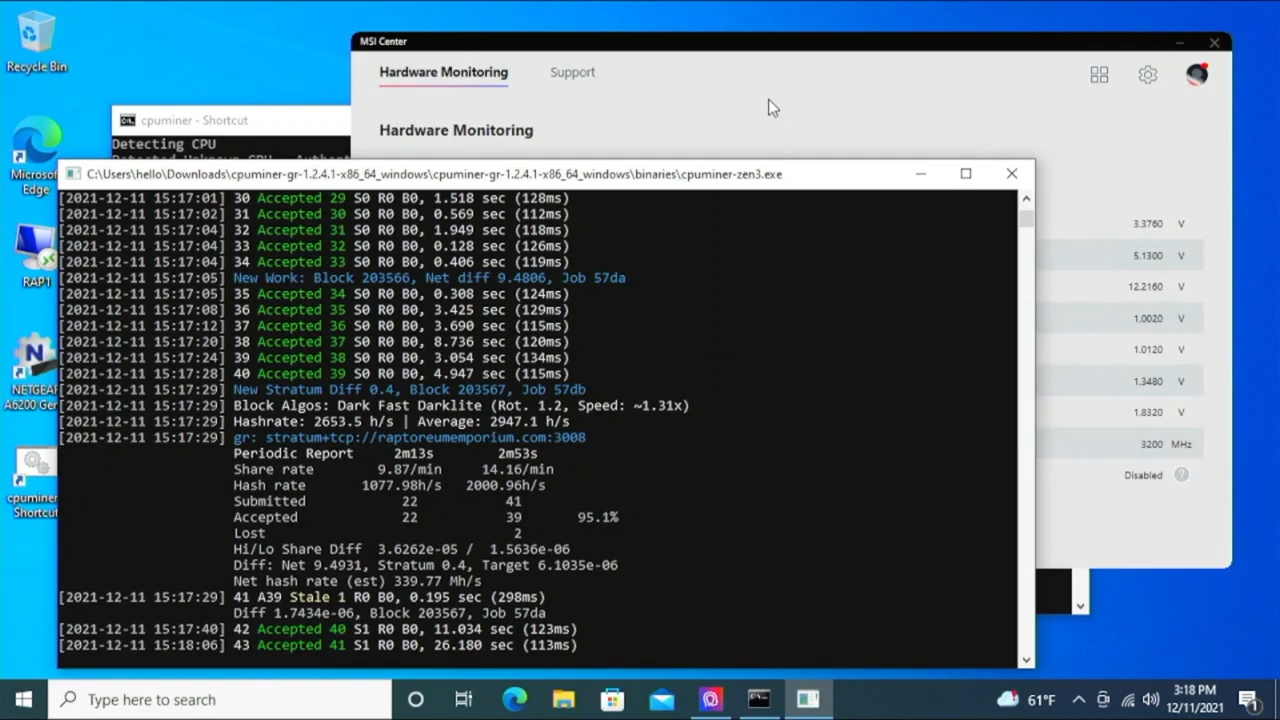 Recycle Bin
Microsoft
Edge
RAP1
NETGEAR
A6200 Gen
cpuminer
Shortcut
MSI Center
Hardware Monitoring
Support
Hardware Monitoring
cpuminer - Shortcut
Detecting CPU
C:\Users\hello\Downloads\cpuminer-gr-1.2.4.1-x86_64_windows\cpuminer-gr-1.2.4.1-x86_64_windows\binaries\cpuminer-zen3.exe
[2021-12-11 15:17:01] 30 Accepted 29 S0 R0 B0, 1.518 sec (128ms)
[2021-12-11 15:17:02] 31 Accepted 30 S0 R0 B0, 0.569 sec (112ms)
[2021-12-11 15:17:04] 32 Accepted 31 S0 R0 B0, 1.949 sec (118ms)
[2021-12-11 15:17:04] 33 Accepted 32 S0 R0 B0, 0.128 sec (126ms)
[2021-12-11 15:17:04] 34 Accepted 33 S0 R0 B0, 0.406 sec (119ms)
[2021-12-11 15:17:05] New Work: Block 203566, Net diff 9.4806, Job 57da
[2021-12-11 15:17:05] 35 Accepted 34 S0 R0 B0, 0.308 sec (124ms)
[2021-12-11 15:17:08] 36 Accepted 35 S0 R0 B0, 3.425 sec (129ms)
[2021-12-11 15:17:12] 37 Accepted 36 S0 R0 B0, 3.690 sec (115ms)
[2021-12-11 15:17:20] 38 Accepted 37 S0 R0 B0, 8.736 sec (120ms)
[2021-12-11 15:17:24] 39 Accepted 38 S0 R0 B0, 3.054 sec (134ms)
[2021-12-11 15:17:28] 40 Accepted 39 S0 R0 B0, 4.947 sec (115ms)
[2021-12-11 15:17:29] New Stratum Diff 0.4, Block 203567, Job 57db
[2021-12-11 15:17:29] Block Algos: Dark Fast Darklite (Rot. 1.2, Speed: ~1.31x)
[2021-12-11 15:17:29] Hashrate: 2653.5 h/s | Average: 2947.1 h/s
[2021-12-11 15:17:29] gr: stratum+tcp://raptoreumemporium.com:3008
Periodic Report 2m13s 2m53s
Share rate 9.87/min 14.16/min
Hash rate 1077.98h/s 2000.96h/s
Submitted 22 41
Accepted 22 39 95.1%
Lost 2
Hi/Lo Share Diff 3.6262e-05 / 1.5636e-06
Diff: Net 9.4931, Stratum 0.4, Target 6.1035e-06
Net hash rate (est) 339.77 Mh/s
[2021-12-11 15:17:29] 41 A39 Stale 1 R0 B0, 0.195 sec (298ms)
Diff 1.7434e-06, Block 203567, Job 57da
[2021-12-11 15:17:40] 42 Accepted 40 S1 R0 B0, 11.034 sec (123ms)
[2021-12-11 15:18:06] 43 Accepted 41 S1 R0 B0, 26.180 sec (113ms)
3.3760 V
5.1300 V
12.2160 V
1.0020 V
1.0120 V
1.3480 V
1.8320 V
3200 MHz
Disabled ?
Type here to search
61°F
3:18 PM
12/11/2021
1